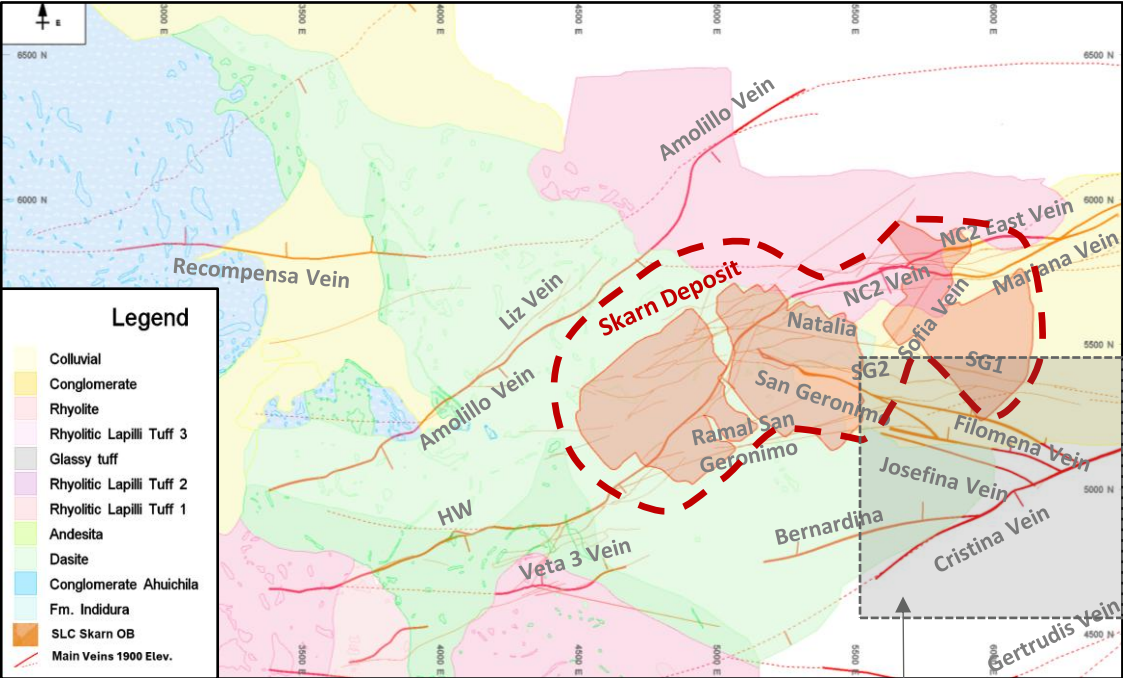 E
3000 E
3500 E
4000 E
4500 E
5000 E
5500 E
6000 E
6500 N
6500 N
Amolillo Vein
6000 N
6000 N
NC2 East Vein
Recompensa Vein
Mariana Vein
Liz Vein
Skarn Deposit
NC2 Vein
Natalia
Sofia Vein
5500 N
SG2
SG1
Amolillo Vein
San Geronimo
Ramal San
Geronimo
Filomena Vein
Josefina Vein
5000 N
HW
Bernardina
Cristina Vein
Veta 3 Vein
Gertrudis Vein
4500 N
3500 E
4000 E
4500 E
5000 E
5500 E
6000 E
Legend
Colluvial
Conglomerate
Rhyolite
Rhyolitic Lapilli Tuff 3
Glassy tuff
Rhyolitic Lapilli Tuff 2
Rhyolitic Lapilli Tuff 1
Andesita
Dasite
Conglomerate Ahuichila
Fm. Indidura
SLC Skarn OB
Main Veins 1900 Elev.